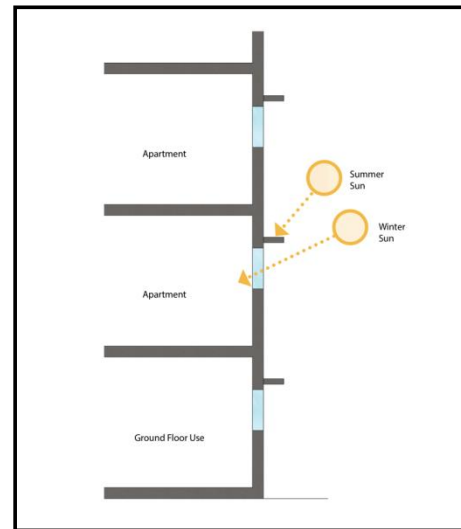 Apartment
Summer
Sun
Winter
Sun
Apartment
Ground Floor Use